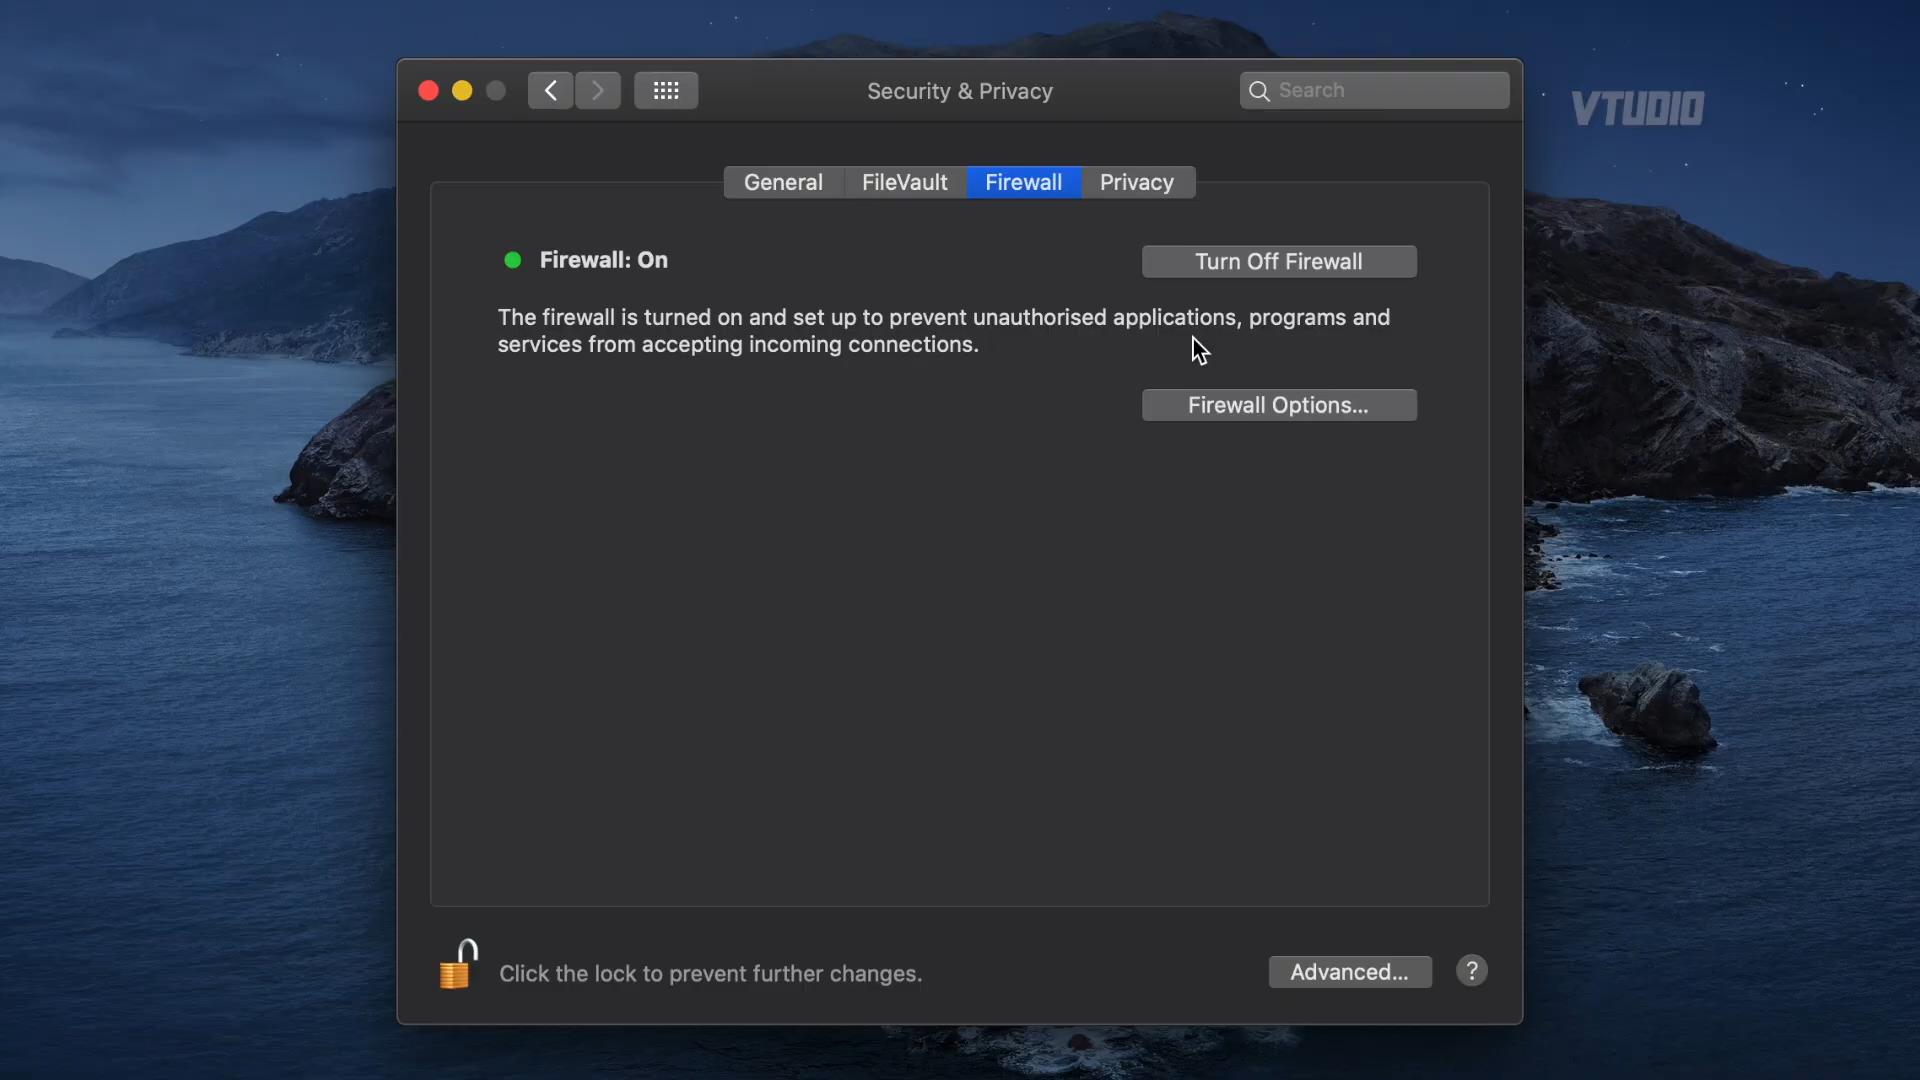 Security & Privacy
Search
VTUDIO
General
FileVault
Firewall
Privacy
Firewall: On
Turn Off Firewall
The firewall is turned on and set up to prevent unauthorised applications, programs and
services from accepting incoming connections.
Firewall Options...
Click the lock to prevent further changes.
Advanced...
?